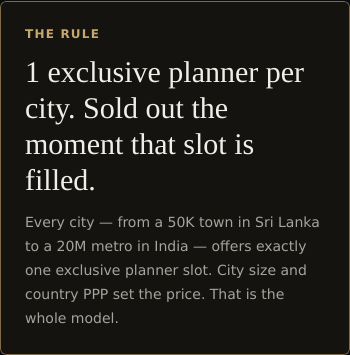 THE RULE
1 exclusive planner per
city. Sold out the
moment that slot is
filled.
Every city — from a 50K town in Sri Lanka
to a 20M metro in India — offers exactly
one exclusive planner slot. City size and
country PPP set the price. That is the
whole model.